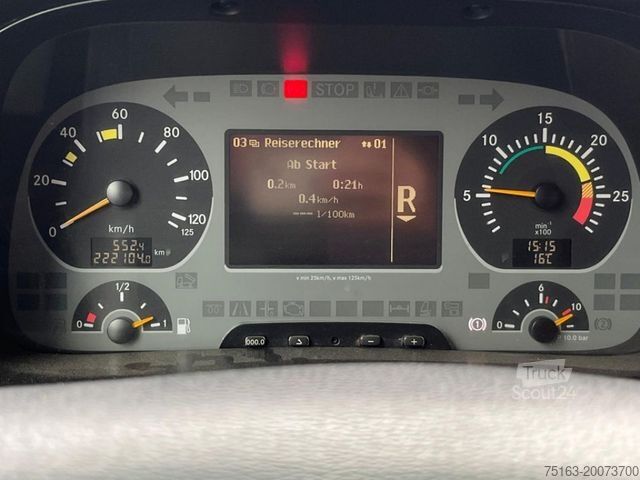 STOP
20 40 60 80 100 120 125
0
km/h
552.4
222104.0 km
03 Reiserechner 01
Ab Start
0.2km 0:21h
0.4km/h
--- l/100km
R
v min 25km/h, v max 125km/h
5 10 15 20 25
min⁻¹
x100
15:15
16°C
0 1/2 1
000.0 - +
0 6 10
10.0 bar
Truck
Scout24
75163-20073700